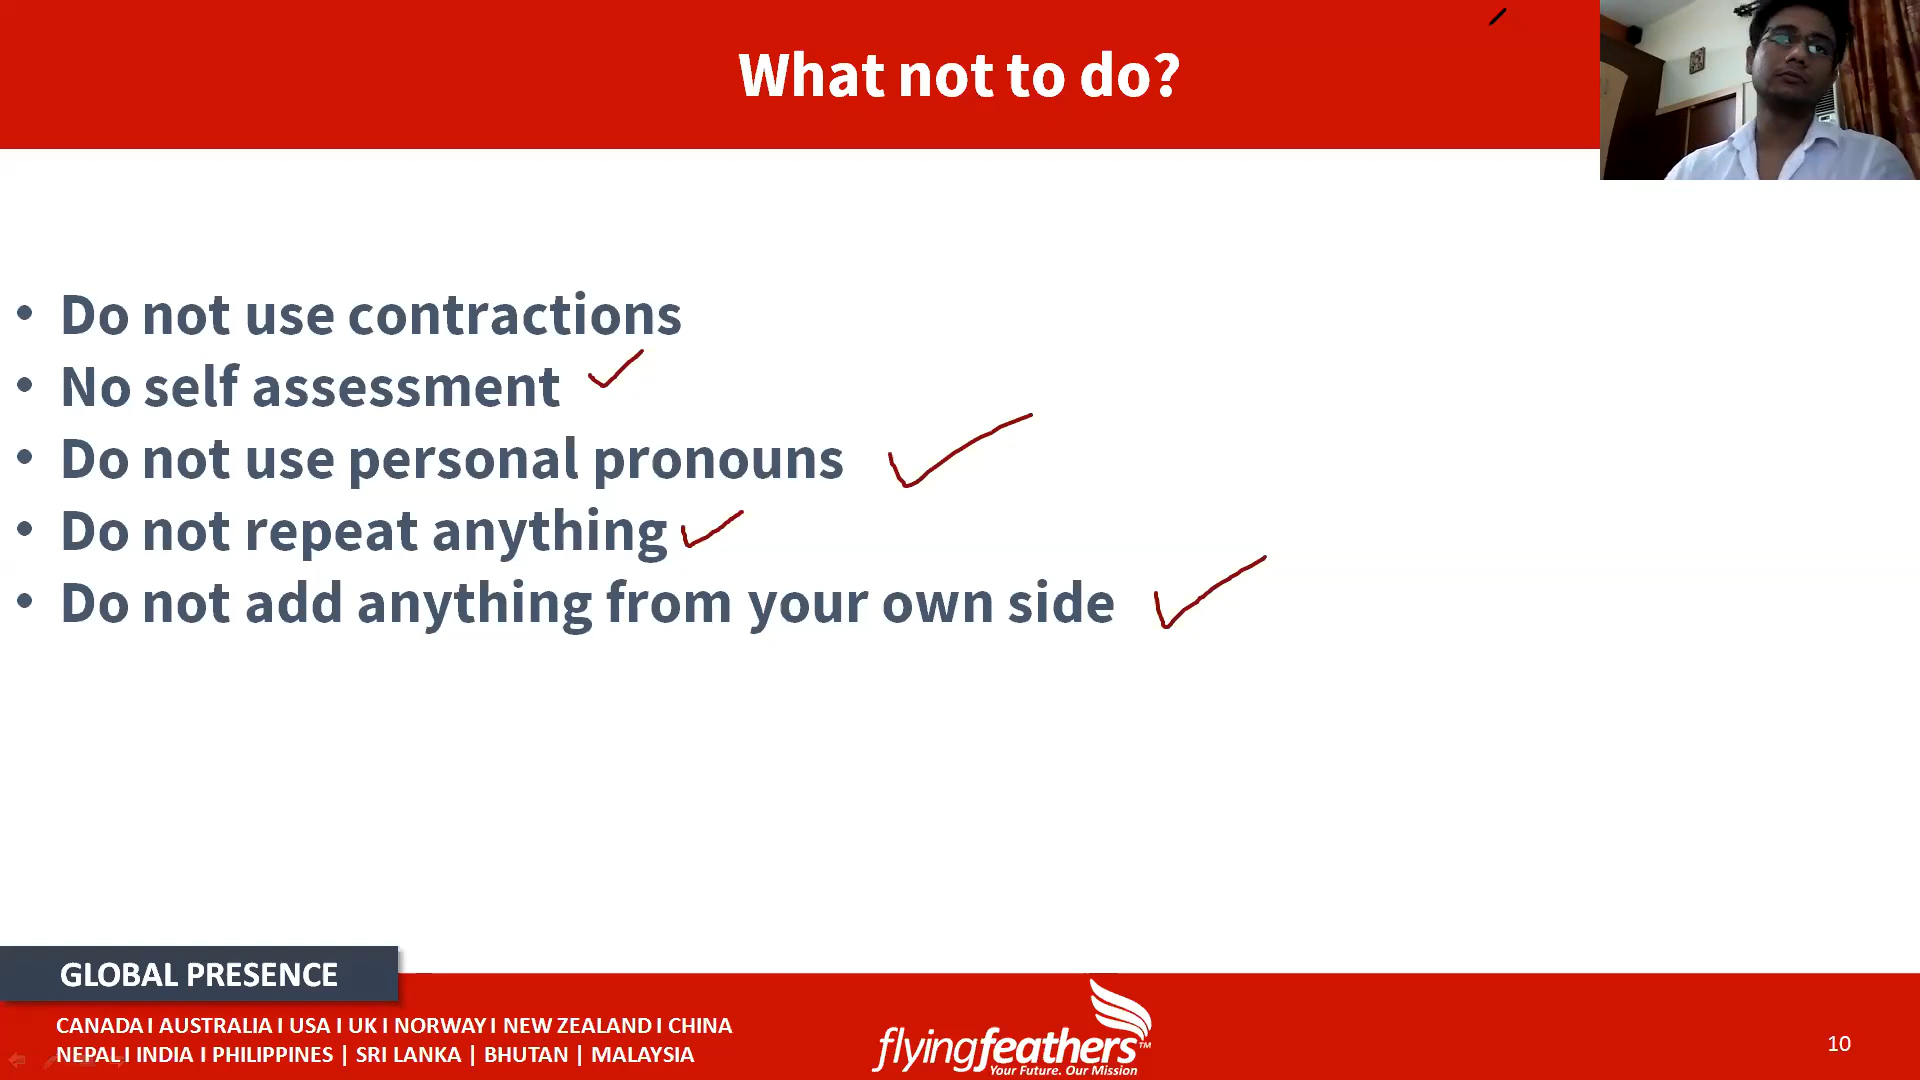 What not to do?
• Do not use contractions
• No self assessment
• Do not use personal pronouns
• Do not repeat anything
• Do not add anything from your own side
GLOBAL PRESENCE
CANADA I AUSTRALIA I USA I UK I NORWAY I NEW ZEALAND I CHINA
NEPAL I INDIA I PHILIPPINES | SRI LANKA | BHUTAN | MALAYSIA
flyingfeathers™
Your Future. Our Mission
10